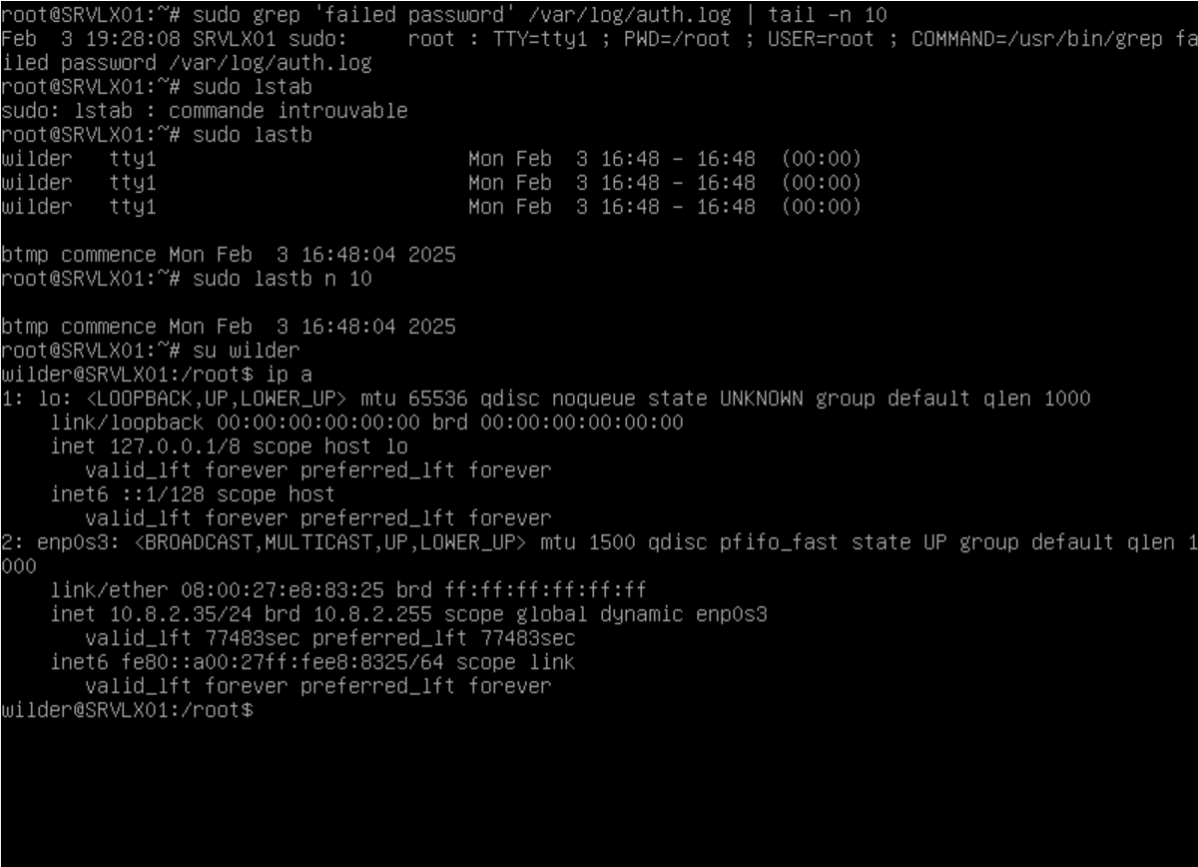 root@SRVLX01:~# sudo grep 'failed password' /var/log/auth.log | tail -n 10
Feb  3 19:28:08 SRVLX01 sudo:     root : TTY=tty1 ; PWD=/root ; USER=root ; COMMAND=/usr/bin/grep fa
iled password /var/log/auth.log
root@SRVLX01:~# sudo lstab
sudo: lstab : commande introuvable
root@SRVLX01:~# sudo lastb
wilder   tty1                          Mon Feb  3 16:48 - 16:48  (00:00)
wilder   tty1                          Mon Feb  3 16:48 - 16:48  (00:00)
wilder   tty1                          Mon Feb  3 16:48 - 16:48  (00:00)
btmp commence Mon Feb  3 16:48:04 2025
root@SRVLX01:~# sudo lastb n 10
btmp commence Mon Feb  3 16:48:04 2025
root@SRVLX01:~# su wilder
wilder@SRVLX01:/root$ ip a
1: lo: <LOOPBACK,UP,LOWER_UP> mtu 65536 qdisc noqueue state UNKNOWN group default qlen 1000
    link/loopback 00:00:00:00:00:00 brd 00:00:00:00:00:00
    inet 127.0.0.1/8 scope host lo
       valid_lft forever preferred_lft forever
    inet6 ::1/128 scope host
       valid_lft forever preferred_lft forever
2: enp0s3: <BROADCAST,MULTICAST,UP,LOWER_UP> mtu 1500 qdisc pfifo_fast state UP group default qlen 1
000
    link/ether 08:00:27:e8:83:25 brd ff:ff:ff:ff:ff:ff
    inet 10.8.2.35/24 brd 10.8.2.255 scope global dynamic enp0s3
       valid_lft 77483sec preferred_lft 77483sec
    inet6 fe80::a00:27ff:fee8:8325/64 scope link
       valid_lft forever preferred_lft forever
wilder@SRVLX01:/root$